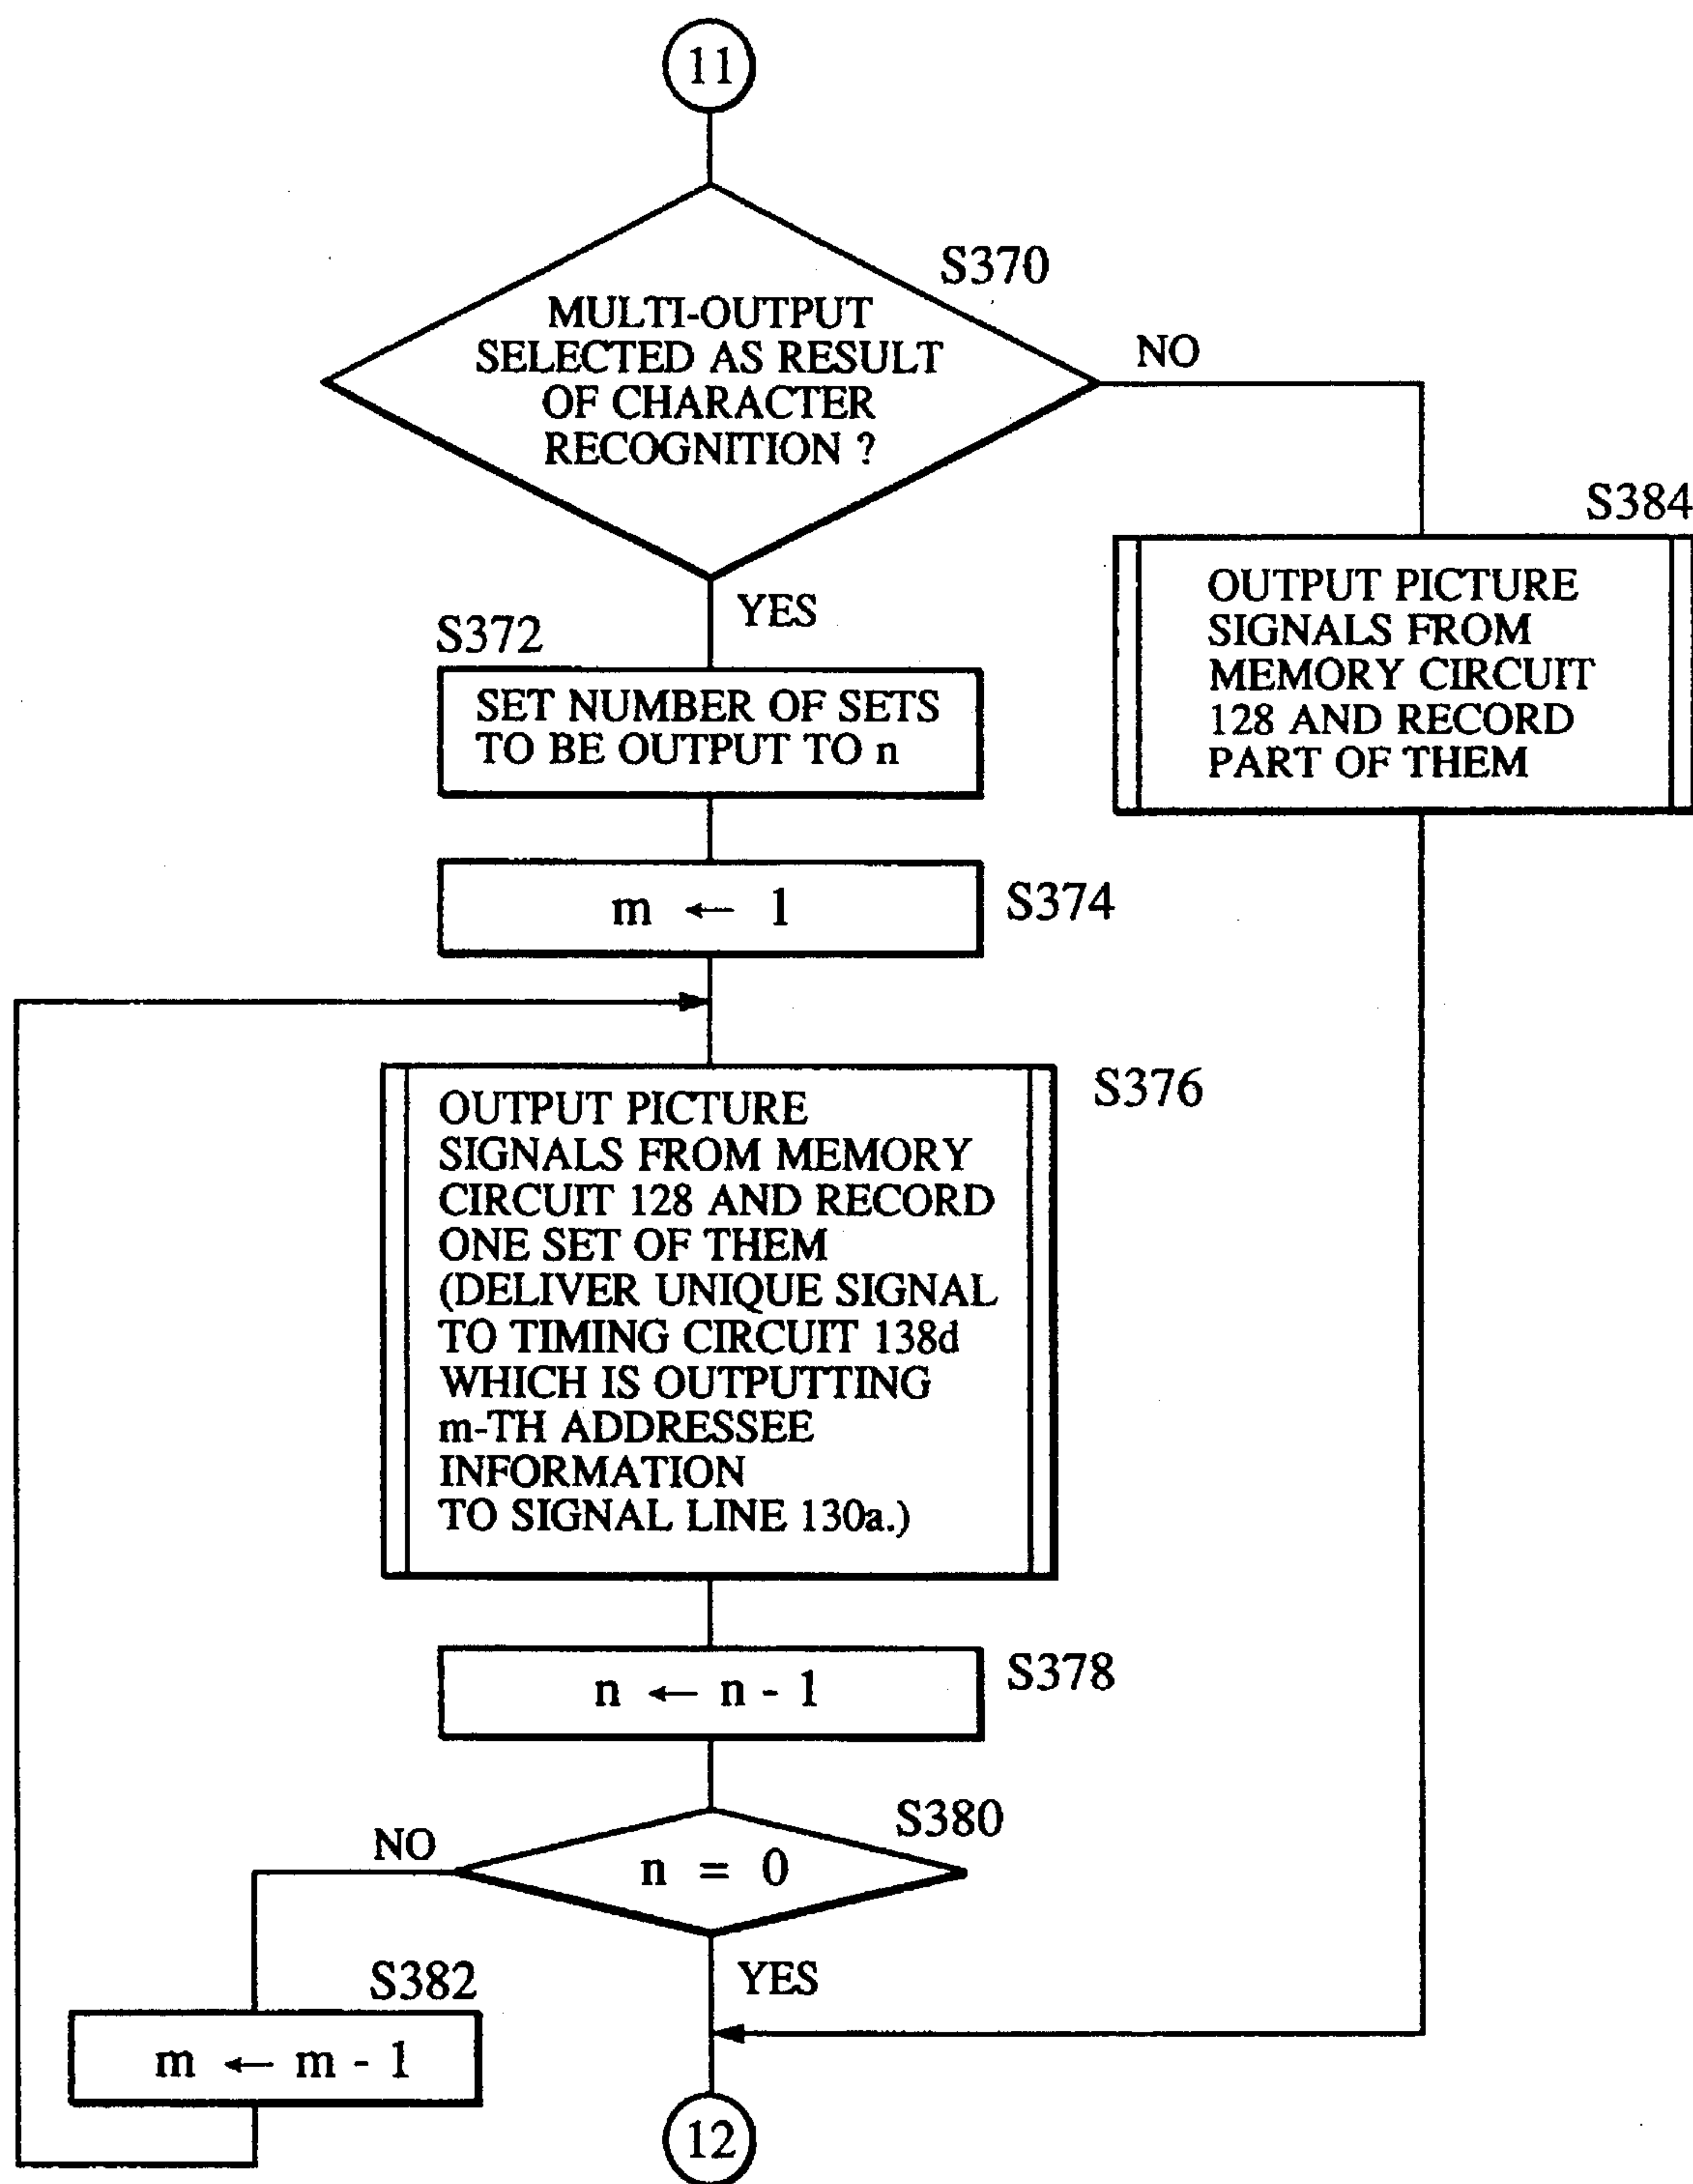 11
S370
MULTI-OUTPUT
SELECTED AS RESULT
OF CHARACTER
RECOGNITION ?
NO
YES
S384
OUTPUT PICTURE
SIGNALS FROM
MEMORY CIRCUIT
128 AND RECORD
PART OF THEM
S372
SET NUMBER OF SETS
TO BE OUTPUT TO n
m ← 1
S374
S376
OUTPUT PICTURE
SIGNALS FROM MEMORY
CIRCUIT 128 AND RECORD
ONE SET OF THEM
(DELIVER UNIQUE SIGNAL
TO TIMING CIRCUIT 138d
WHICH IS OUTPUTTING
m-TH ADDRESSEE
INFORMATION
TO SIGNAL LINE 130a.)
n ← n - 1
S378
S380
NO
n = 0
YES
S382
m ← m - 1
12